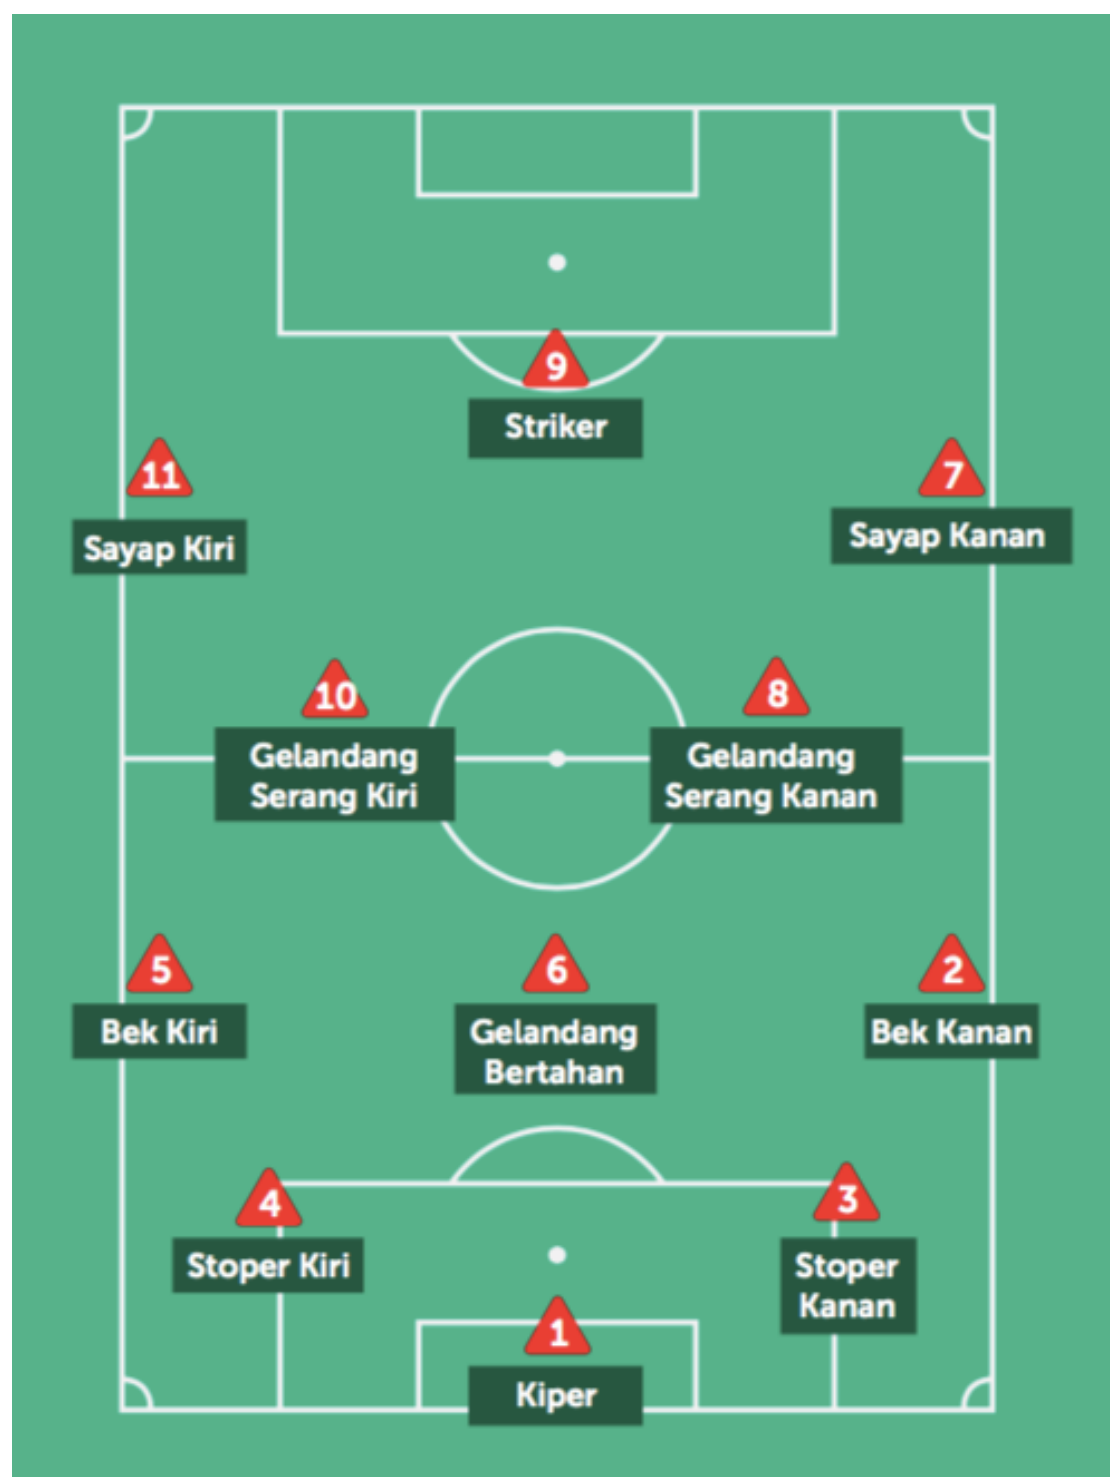 9
Striker
11
7
Sayap Kiri
Sayap Kanan
10
8
Gelandang
Serang Kiri
Gelandang
Serang Kanan
5
6
2
Bek Kiri
Gelandang
Bertahan
Bek Kanan
4
3
Stoper Kiri
Stoper
Kanan
1
Kiper